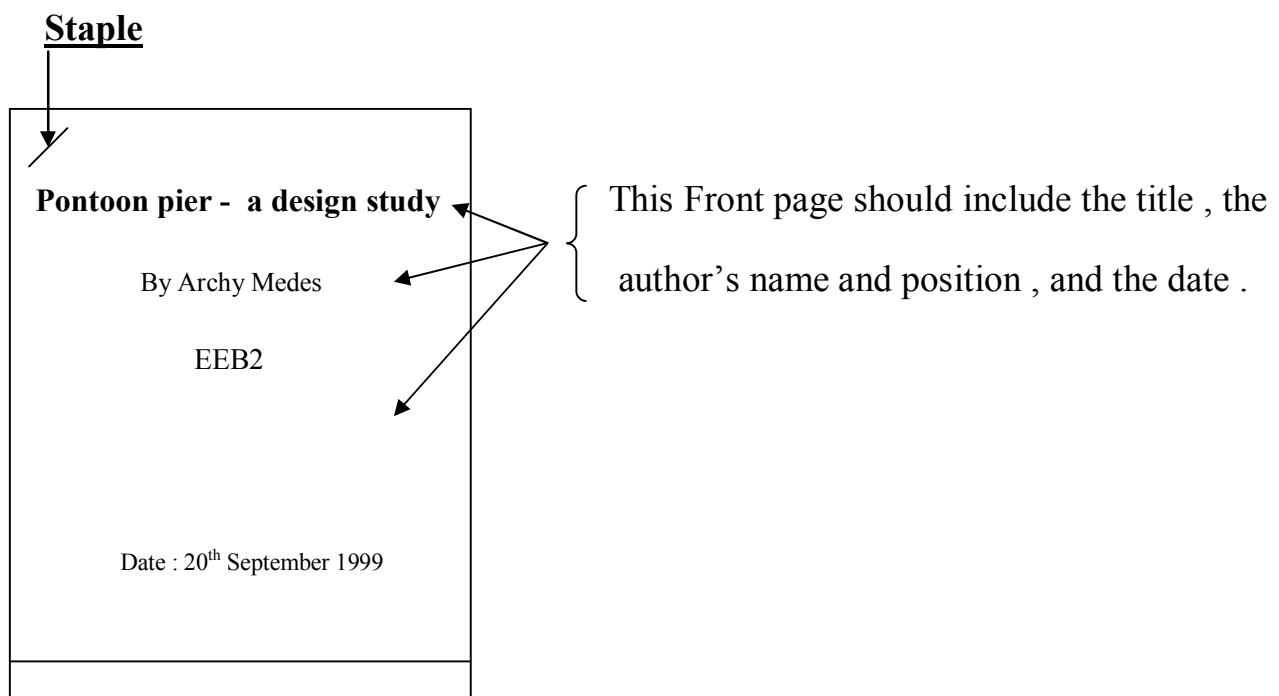 Staple
Pontoon pier - a design study
By Archy Medes
EEB2
Date : 20th September 1999
This Front page should include the title , the
author’s name and position , and the date .